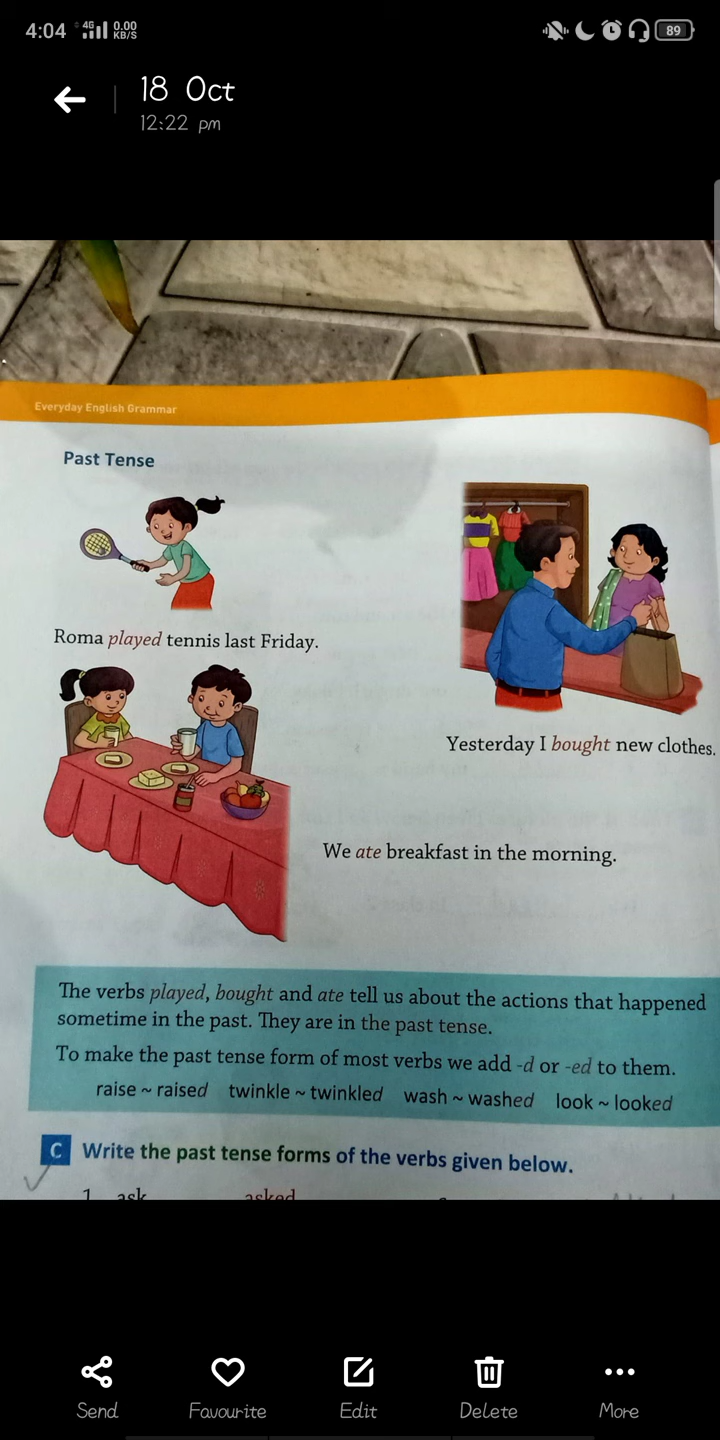 4:04 4G 0.00 KB/S 89
18 Oct
12:22 pm
Everyday English Grammar
Past Tense
Roma played tennis last Friday.
Yesterday I bought new clothes.
We ate breakfast in the morning.
The verbs played, bought and ate tell us about the actions that happened
sometime in the past. They are in the past tense.
To make the past tense form of most verbs we add -d or -ed to them.
raise ~ raised twinkle ~ twinkled wash ~ washed look ~ looked
C Write the past tense forms of the verbs given below.
1. ask asked
Send Favourite Edit Delete More